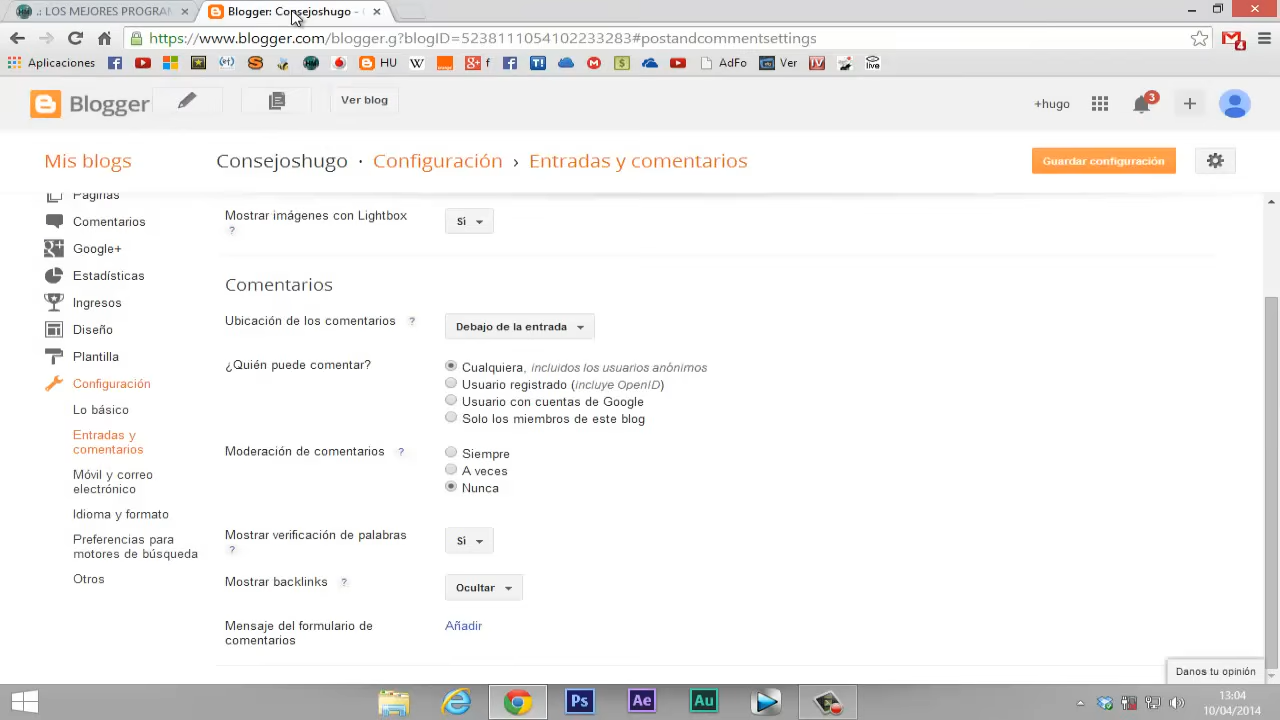 .: LOS MEJORES PROGRAM
Blogger: Consejoshugo -
https://www.blogger.com/blogger.g?blogID=5238111054102233283#postandcommentsettings
4
Aplicaciones HU f AdFo Ver
Blogger Ver blog +hugo 3
Mis blogs Consejoshugo · Configuración › Entradas y comentarios Guardar configuración
Páginas
Comentarios
Google+
Estadísticas
Ingresos
Diseño
Plantilla
Configuración
Lo básico
Entradas y
comentarios
Móvil y correo
electrónico
Idioma y formato
Preferencias para
motores de búsqueda
Otros
Mostrar imágenes con Lightbox Sí
?
Comentarios
Ubicación de los comentarios ? Debajo de la entrada
¿Quién puede comentar? Cualquiera, incluidos los usuarios anónimos
Usuario registrado (incluye OpenID)
Usuario con cuentas de Google
Solo los miembros de este blog
Moderación de comentarios ? Siempre
A veces
Nunca
Mostrar verificación de palabras Sí
?
Mostrar backlinks ? Ocultar
Mensaje del formulario de
comentarios
Añadir
Danos tu opinión
Ps Ae Au
13:04
10/04/2014